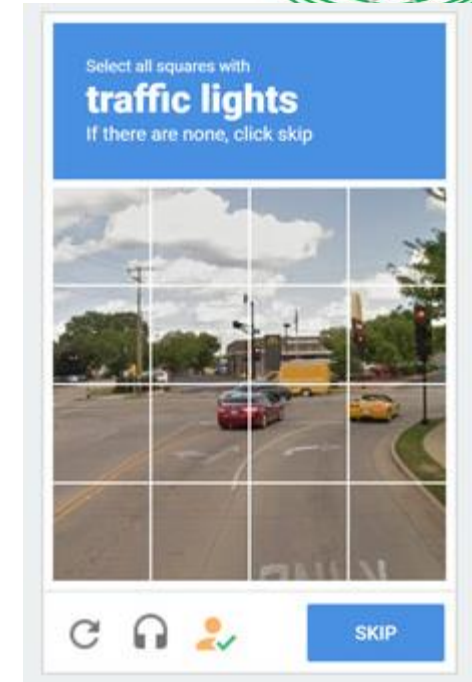 Select all squares with
traffic lights
If there are none, click skip
SKIP